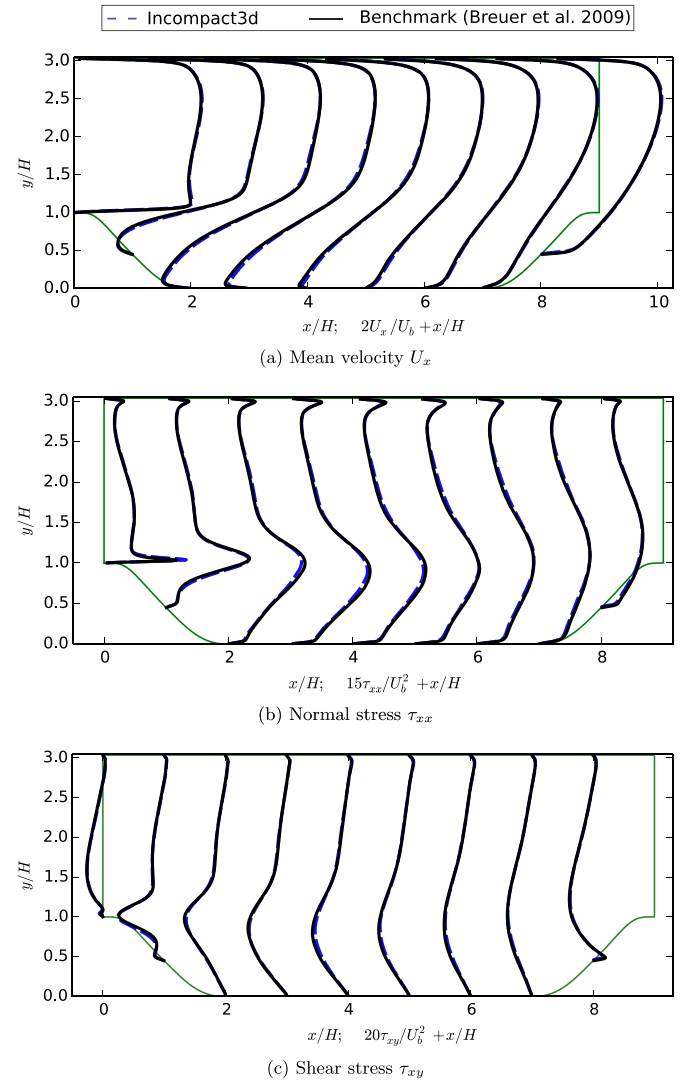 Incompact3d Benchmark (Breuer et al. 2009)
3.0
2.5
2.0
1.5
1.0
0.5
0.0
y/H
0 2 4 6 8 10
x/H; 2U_x/U_b + x/H
(a) Mean velocity U_x
3.0
2.5
2.0
1.5
1.0
0.5
0.0
y/H
0 2 4 6 8
x/H; 15τ_xx/U_b^2 + x/H
(b) Normal stress τ_xx
3.0
2.5
2.0
1.5
1.0
0.5
0.0
y/H
0 2 4 6 8
x/H; 20τ_xy/U_b^2 + x/H
(c) Shear stress τ_xy